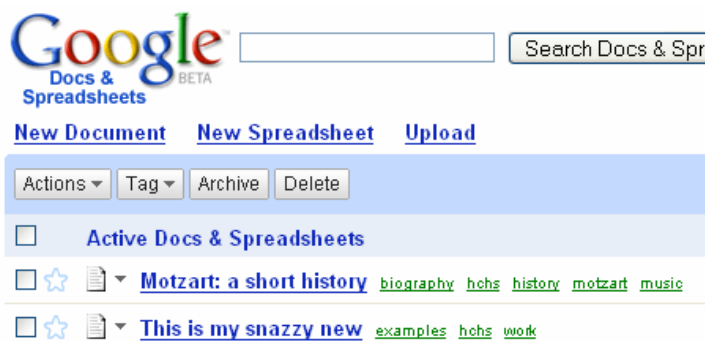 Google
Search Docs & Spr
Docs & BETA
Spreadsheets
New Document New Spreadsheet Upload
Actions Tag Archive Delete
Active Docs & Spreadsheets
Motzart: a short history biography hchs history motzart music
This is my snazzy new examples hchs work